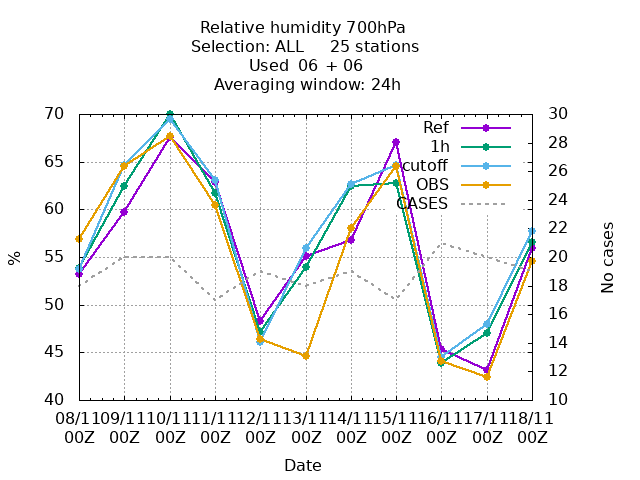 Relative humidity 700hPa
Selection: ALL 25 stations
Used 06 + 06
Averaging window: 24h
70
65
60
55
50
45
40
%
30
28
26
24
22
20
18
16
14
12
10
No cases
Ref
1h
cutoff
OBS
CASES
08/11 09/11 10/11 11/11 12/11 13/11 14/11 15/11 16/11 17/11 18/11
00Z 00Z 00Z 00Z 00Z 00Z 00Z 00Z 00Z 00Z 00Z
Date